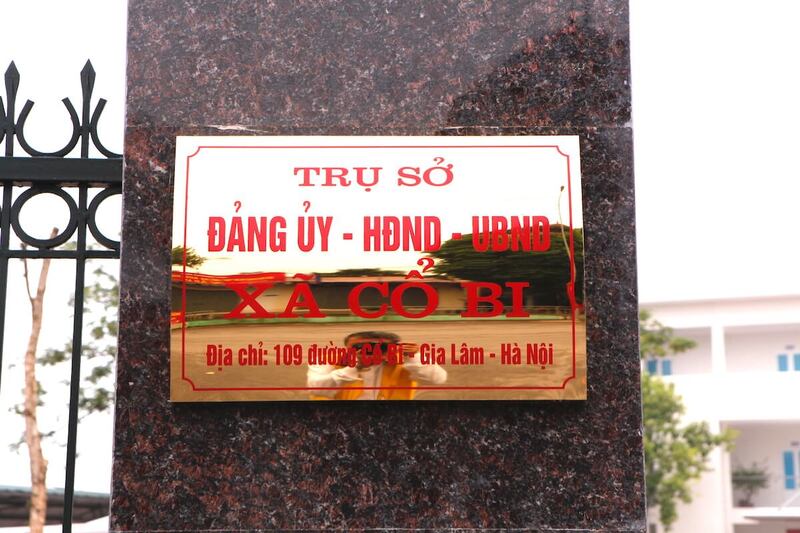 TRỤ SỞ
ĐẢNG ỦY - HĐND - UBND
XÃ CỔ BI
Địa chỉ: 109 đường Cổ Bi - Gia Lâm - Hà Nội